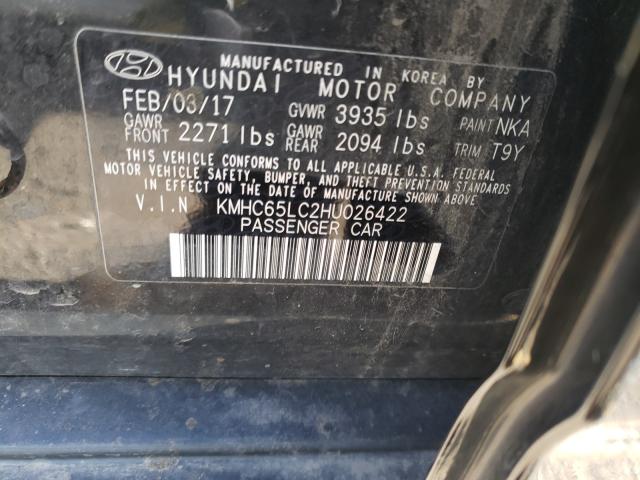 MANUFACTURED IN KOREA BY
HYUNDAI MOTOR COMPANY
FEB/03/17 GVWR 3935 lbs PAINT NKA
GAWR FRONT 2271 lbs GAWR REAR 2094 lbs TRIM T9Y
THIS VEHICLE CONFORMS TO ALL APPLICABLE U.S.A. FEDERAL
MOTOR VEHICLE SAFETY, BUMPER, AND THEFT PREVENTION STANDARDS
IN EFFECT ON THE DATE OF MANUFACTURE SHOWN ABOVE
V.I.N KMHC65LC2HU026422
PASSENGER CAR